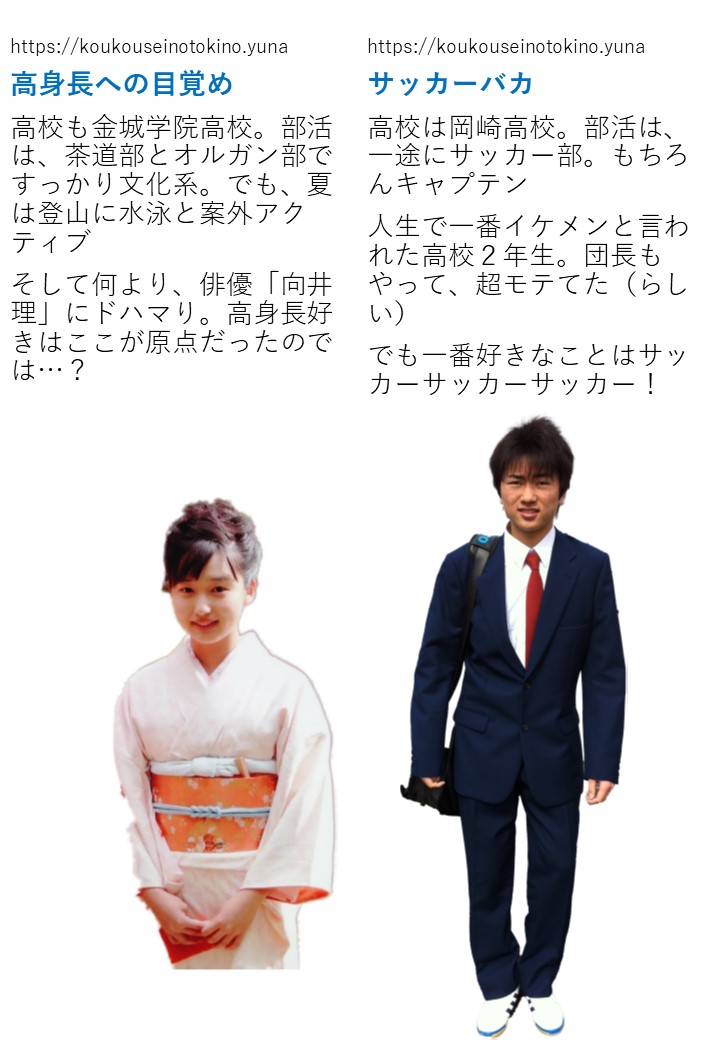 https://koukouseinotokino.yuna
高身長への目覚め
高校も金城学院高校。部活
は、茶道部とオルガン部で
すっかり文化系。でも、夏
は登山に水泳と案外アク
ティブ
そして何より、俳優「向井
理」にドハマり。高身長好
きはここが原点だったので
は…？
https://koukouseinotokino.yuna
サッカーバカ
高校は岡崎高校。部活は、
一途にサッカー部。もちろ
んキャプテン
人生で一番イケメンと言わ
れた高校２年生。団長も
やって、超モテてた（らし
い）
でも一番好きなことはサッ
カーサッカーサッカー！